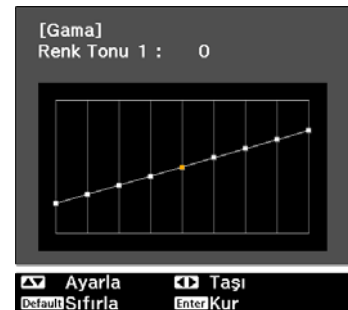 [Gama]
Renk Tonu 1 : 0
Ayarla Taşı
Default Sıfırla Enter Kur